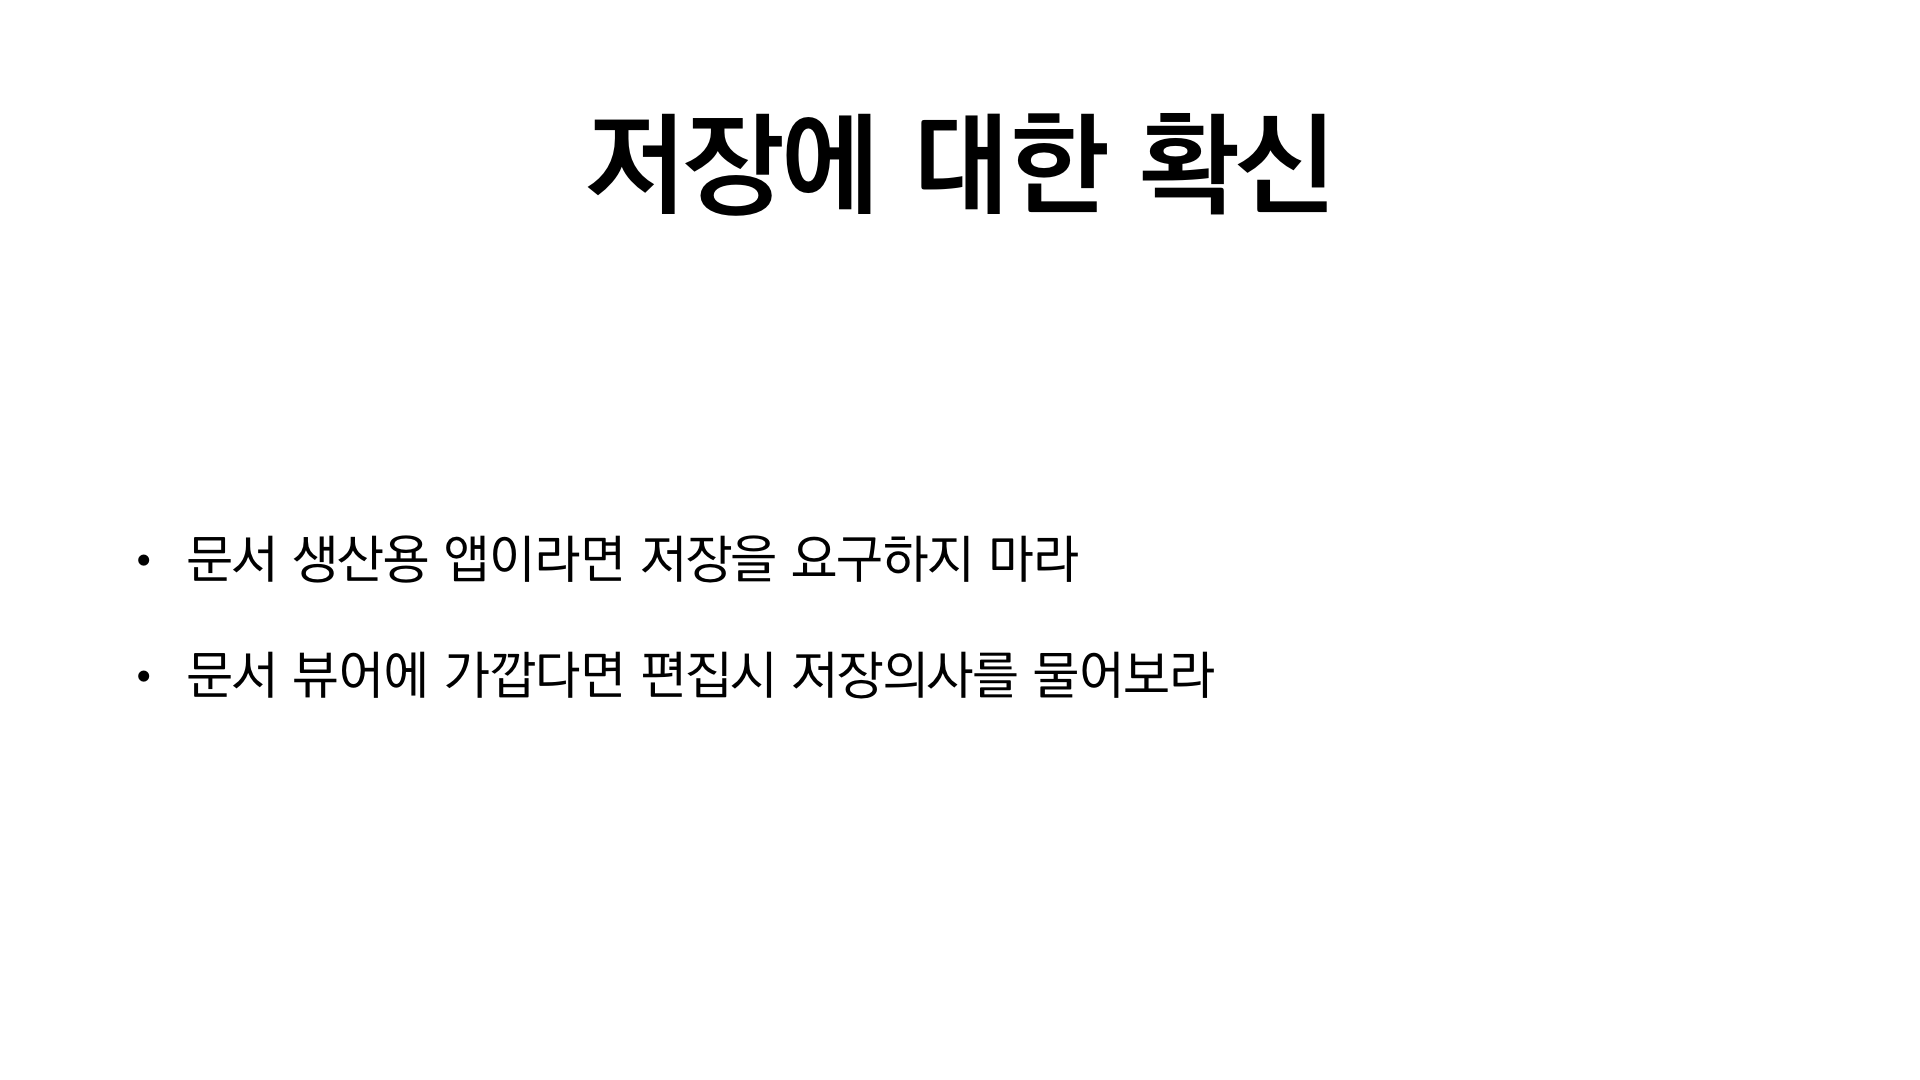 저장에 대한 확신
• 문서 생산용 앱이라면 저장을 요구하지 마라
• 문서 뷰어에 가깝다면 편집시 저장의사를 물어보라